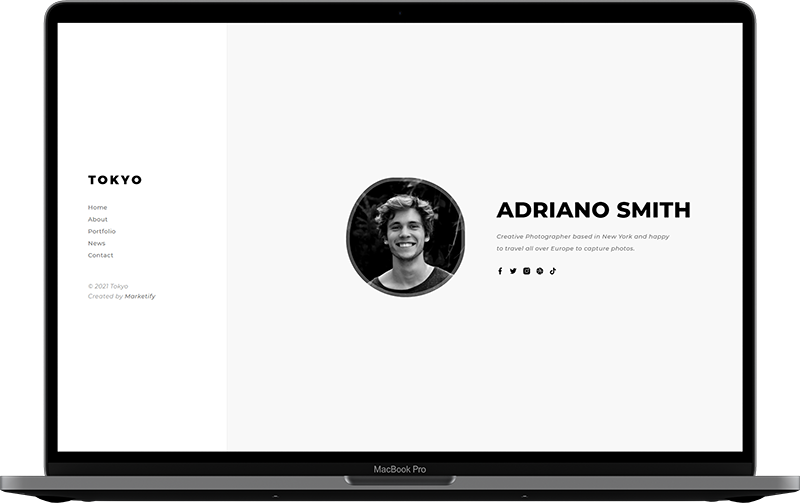 TOKYO
Home
About
Portfolio
News
Contact
© 2021 Tokyo
Created by Marketify
ADRIANO SMITH
Creative Photographer based in New York and happy
to travel all over Europe to capture photos.
MacBook Pro